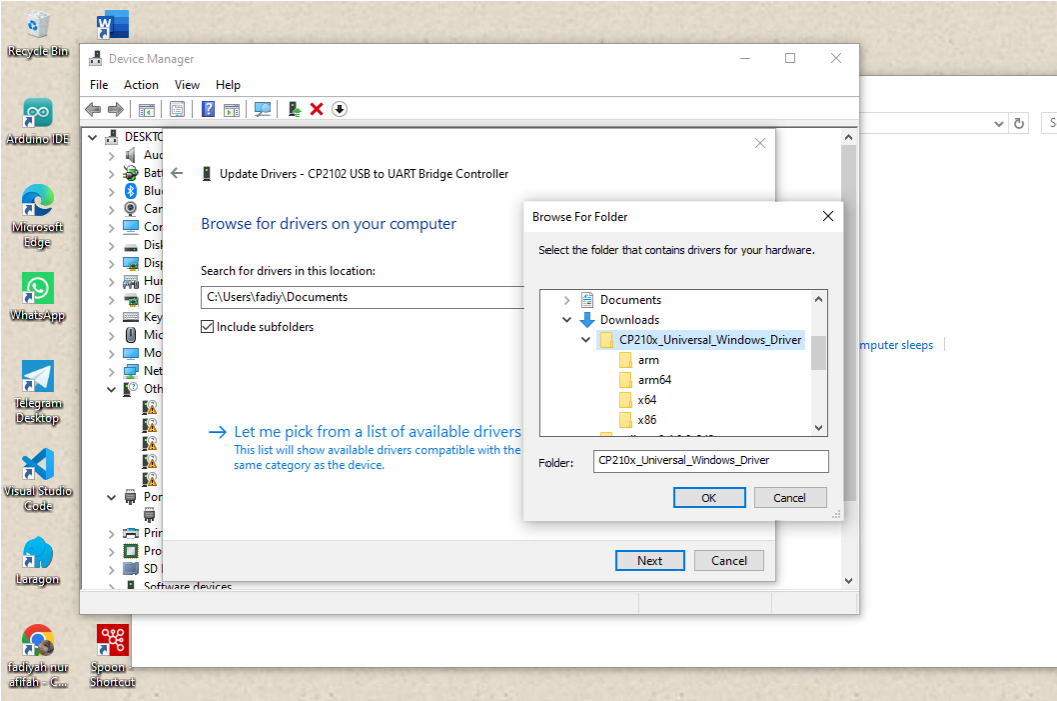 Recycle Bin
Arduino IDE
Microsoft
Edge
WhatsApp
Telegram
Desktop
Visual Studio
Code
Laragon
fadiyah nur
afifah - C...
Spoon -
Shortcut
Device Manager
File Action View Help
DESKTO
Auc
Batt
Blu
Car
Cor
Disk
Disp
Hur
IDE
Key
Mic
Mo
Net
Oth
Por
Prin
Pro
SD
Software devices
Update Drivers - CP2102 USB to UART Bridge Controller
Browse for drivers on your computer
Search for drivers in this location:
C:\Users\fadiy\Documents
Include subfolders
Let me pick from a list of available drivers
This list will show available drivers compatible with the
same category as the device.
Next Cancel
Browse For Folder
Select the folder that contains drivers for your hardware.
Documents
Downloads
CP210x_Universal_Windows_Driver
arm
arm64
x64
x86
Folder: CP210x_Universal_Windows_Driver
OK Cancel
S
mputer sleeps